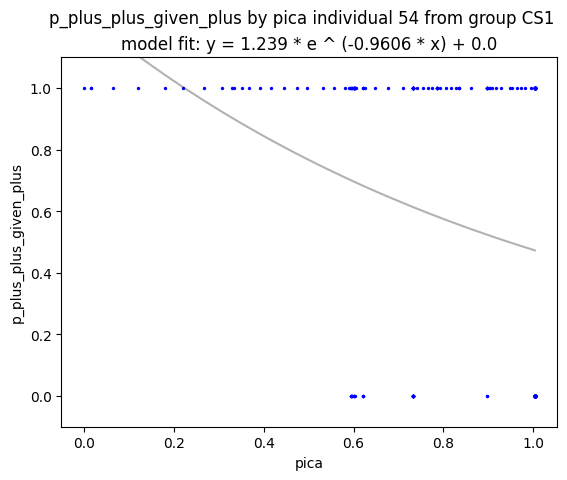 p_plus_plus_given_plus by pica individual 54 from group CS1
model fit: y = 1.239 * e ^ (-0.9606 * x) + 0.0
p_plus_plus_given_plus
1.0
0.8
0.6
0.4
0.2
0.0
0.0 0.2 0.4 0.6 0.8 1.0
pica